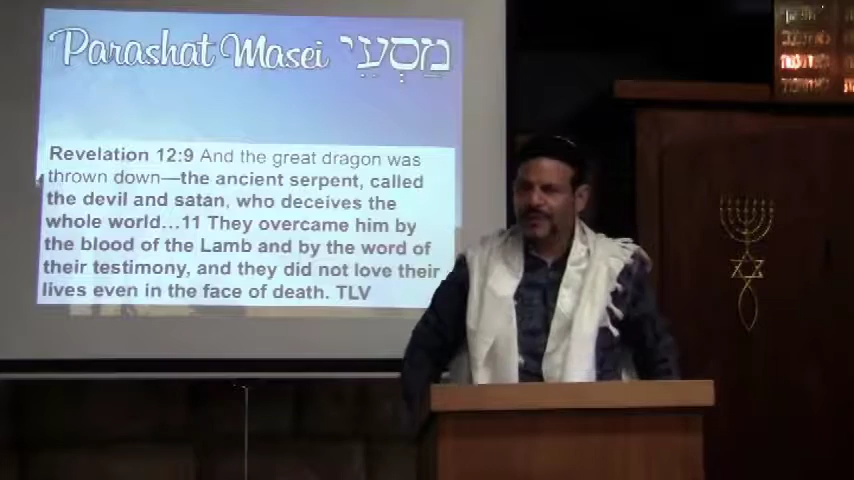 Parashat Masei מַסְעֵי
Revelation 12:9 And the great dragon was
thrown down—the ancient serpent, called
the devil and satan, who deceives the
whole world...11 They overcame him by
the blood of the Lamb and by the word of
their testimony, and they did not love their
lives even in the face of death. TLV